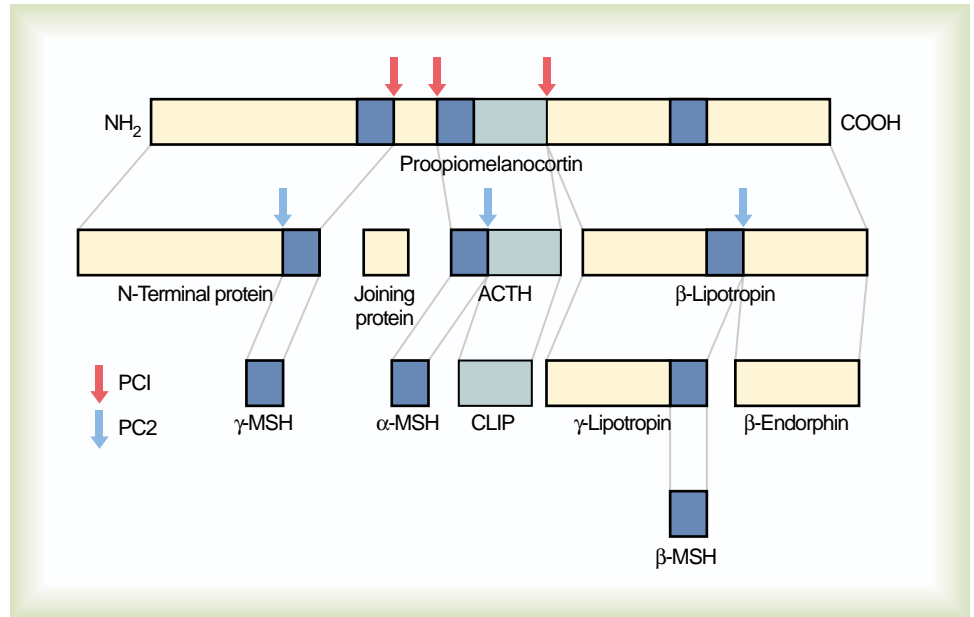 NH2
COOH
Proopiomelanocortin
N-Terminal protein
Joining
protein
ACTH
β-Lipotropin
PCI
PC2
γ-MSH
α-MSH
CLIP
γ-Lipotropin
β-Endorphin
β-MSH